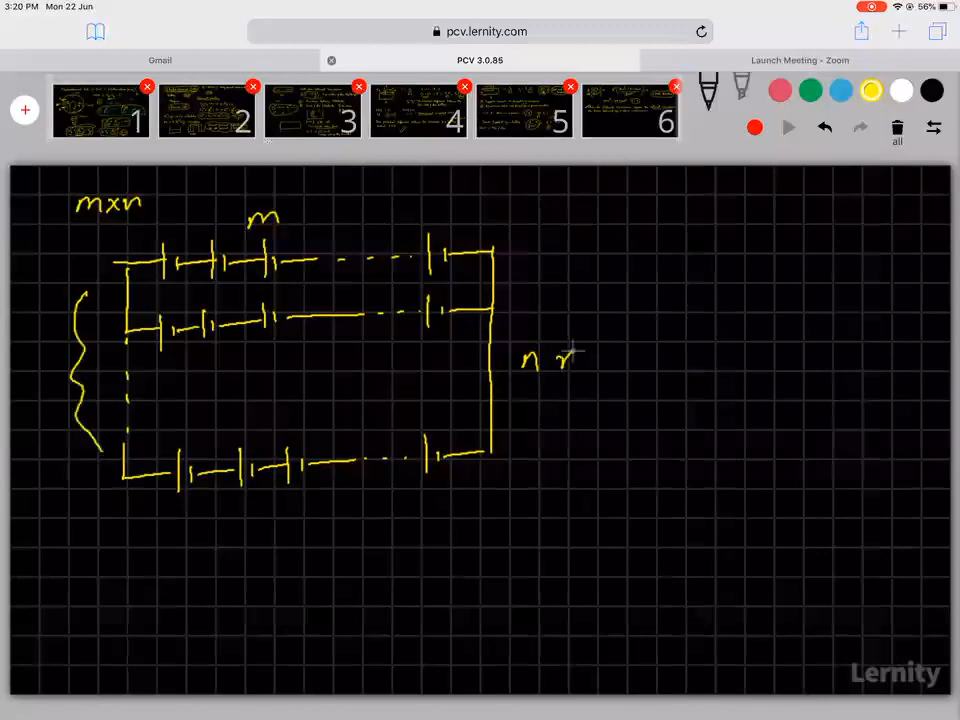 3:20 PM Mon 22 Jun
56%
pcv.lernity.com
Gmail
PCV 3.0.85
Launch Meeting - Zoom
1
2
3
4
5
6
all
mxn
m
n r
Lernity